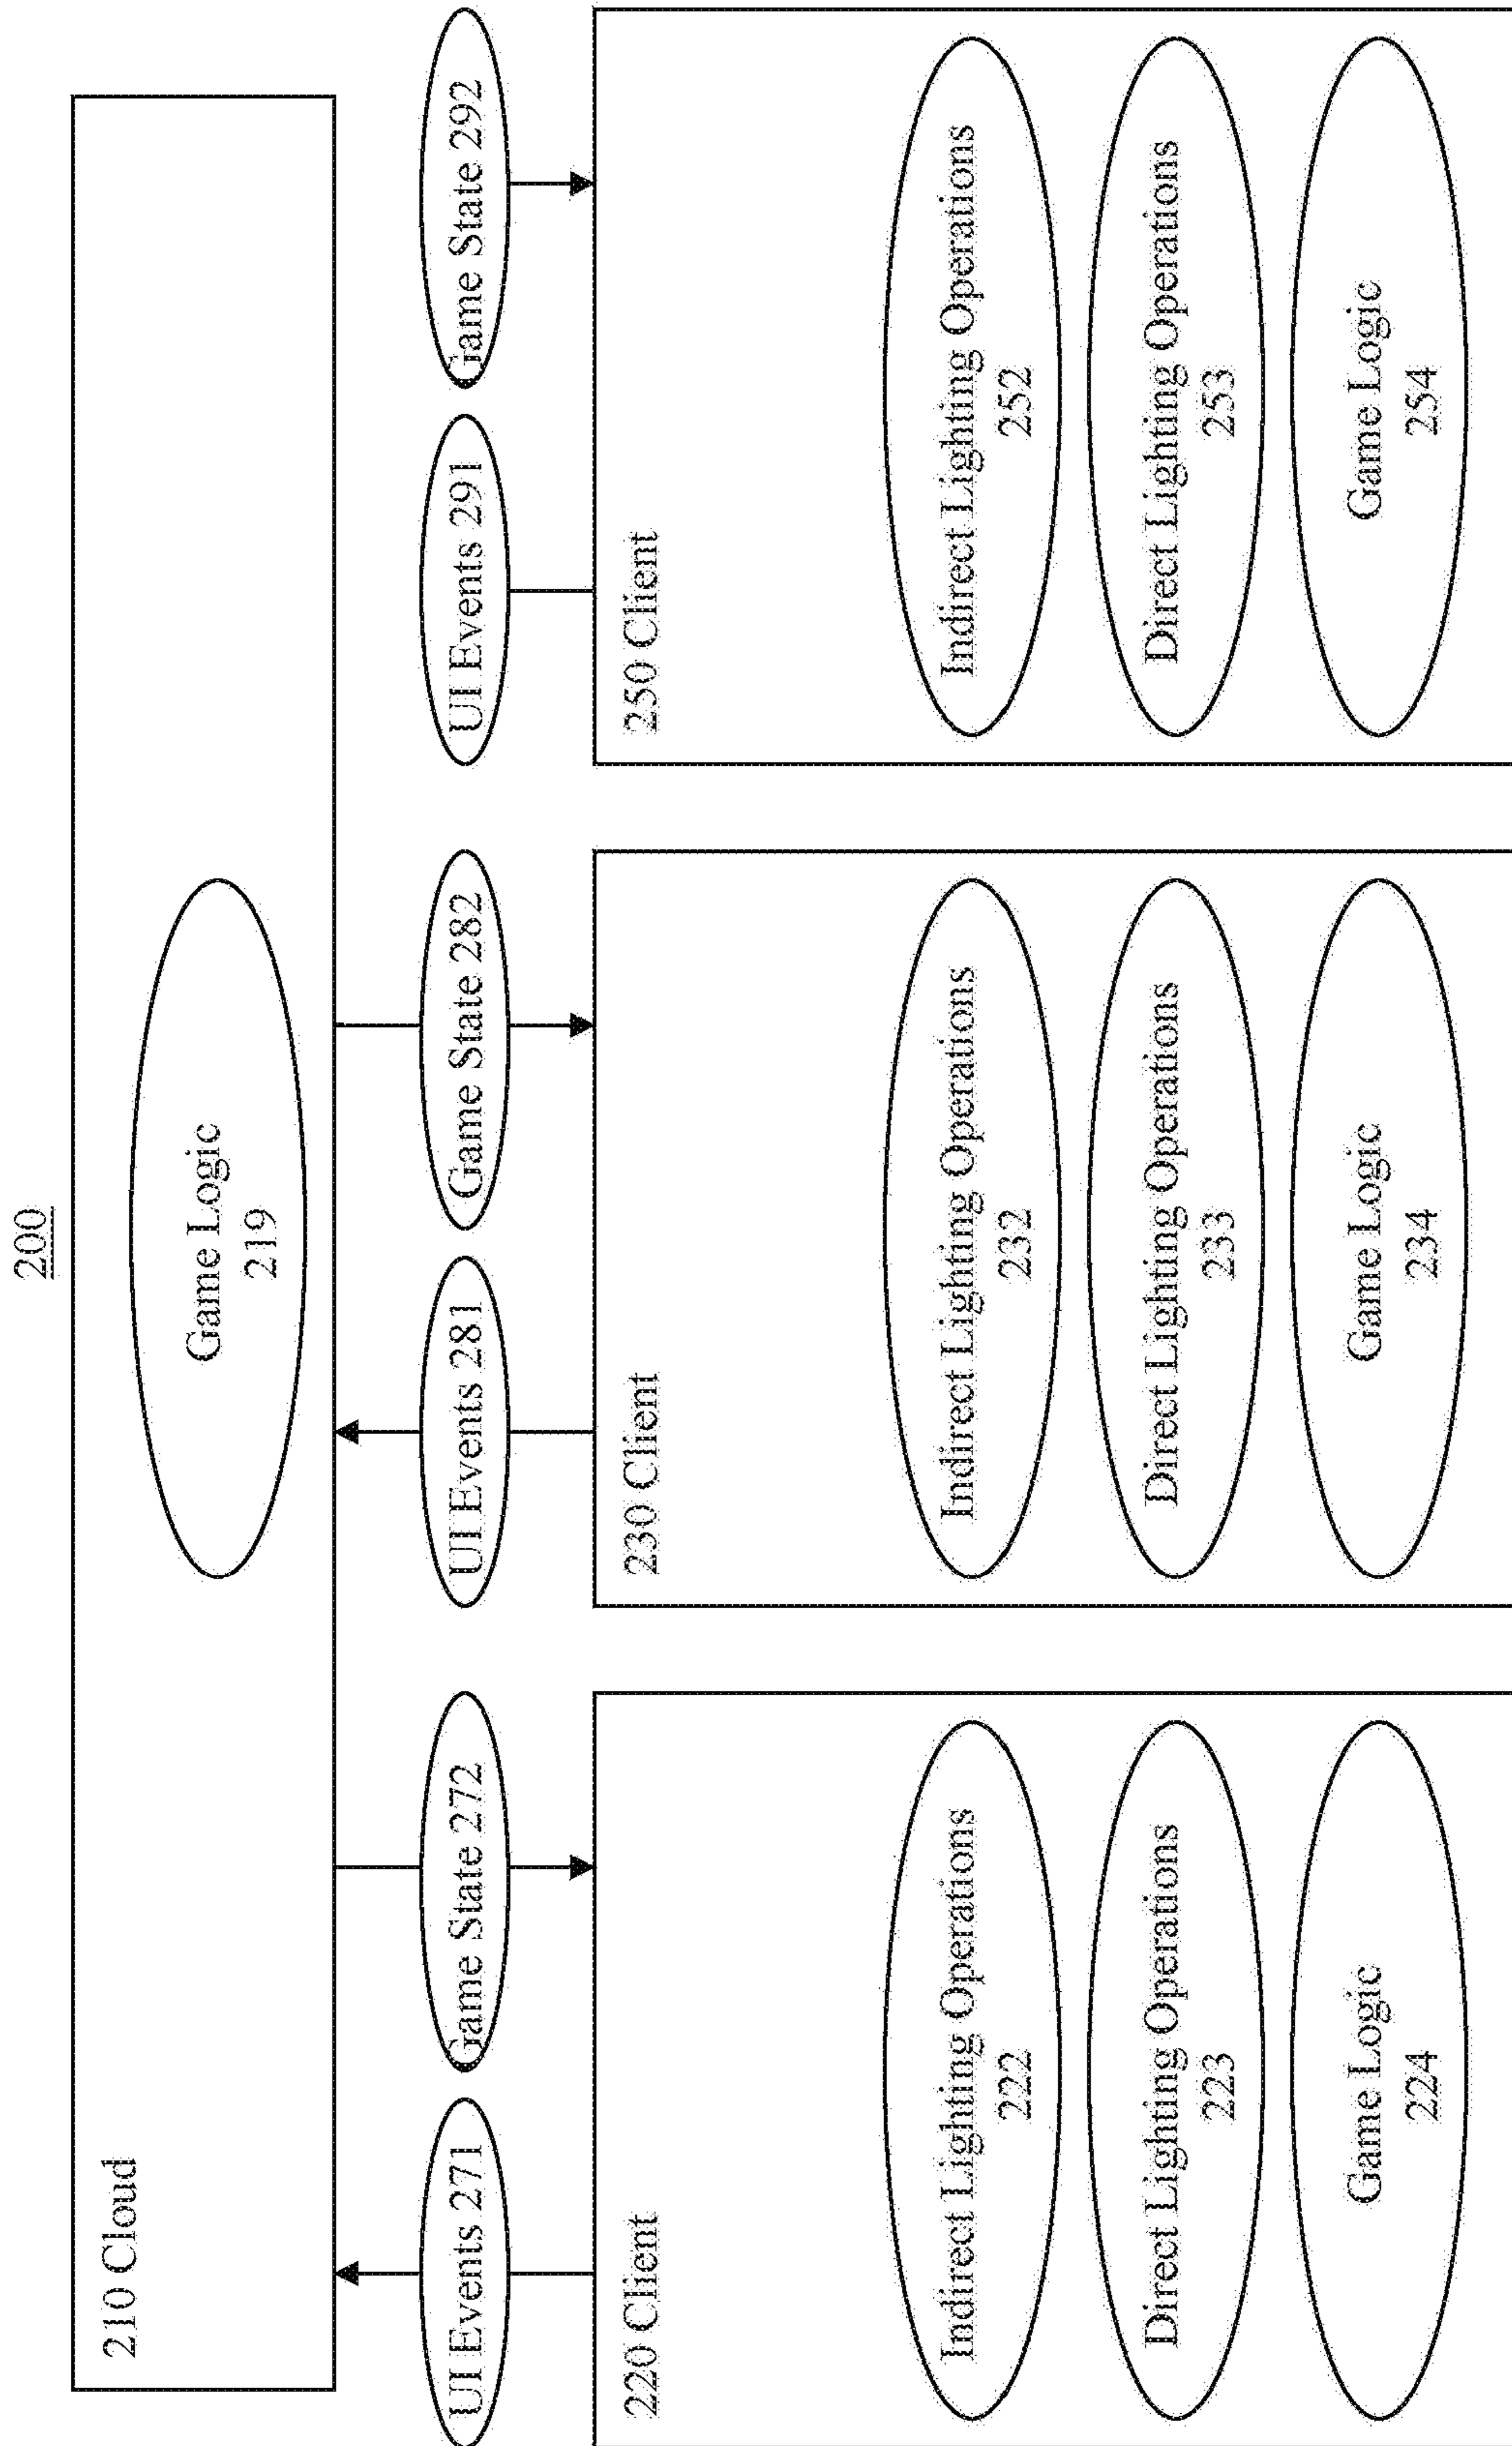 200
210 Cloud
Game Logic
219
UI Events 271
Game State 272
UI Events 281
Game State 282
UI Events 291
Game State 292
220 Client
Indirect Lighting Operations
222
Direct Lighting Operations
223
Game Logic
224
230 Client
Indirect Lighting Operations
232
Direct Lighting Operations
233
Game Logic
234
250 Client
Indirect Lighting Operations
252
Direct Lighting Operations
253
Game Logic
254